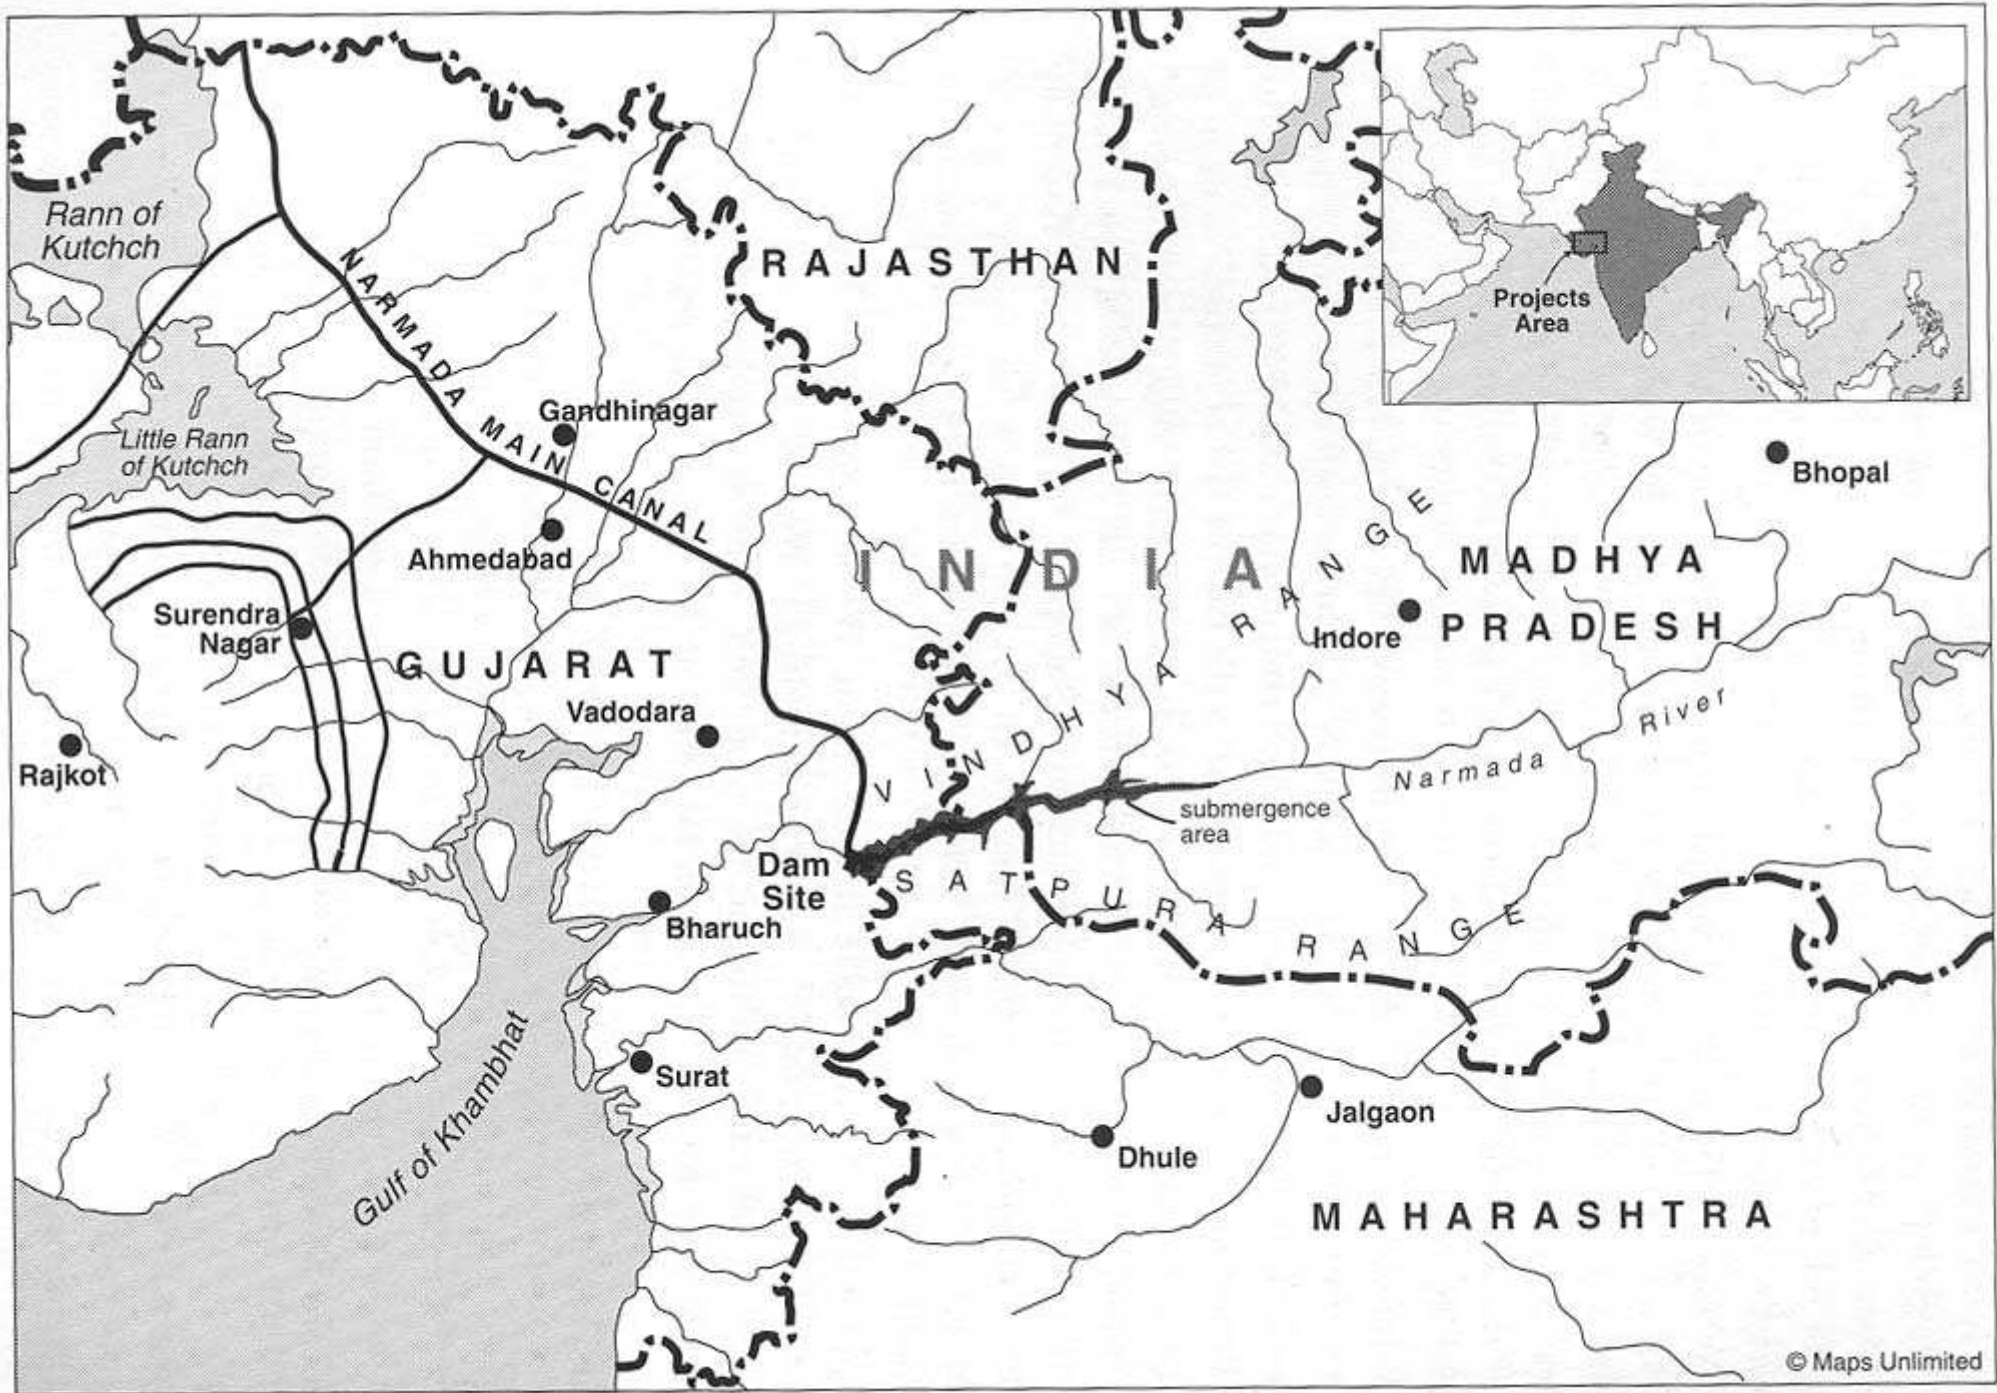 Rann of
Kutchch
NARMADA MAIN CANAL
RAJASTHAN
Projects
Area
Little Rann
of Kutchch
Gandhinagar
Ahmedabad
Bhopal
INDIA
MADHYA
PRADESH
Indore
Surendra
Nagar
GUJARAT
Vadodara
Rajkot
VINDHYA RANGE
Narmada River
submergence
area
Dam
Site
SATPURA RANGE
Bharuch
Gulf of Khambhat
Surat
Jalgaon
Dhule
MAHARASHTRA
© Maps Unlimited